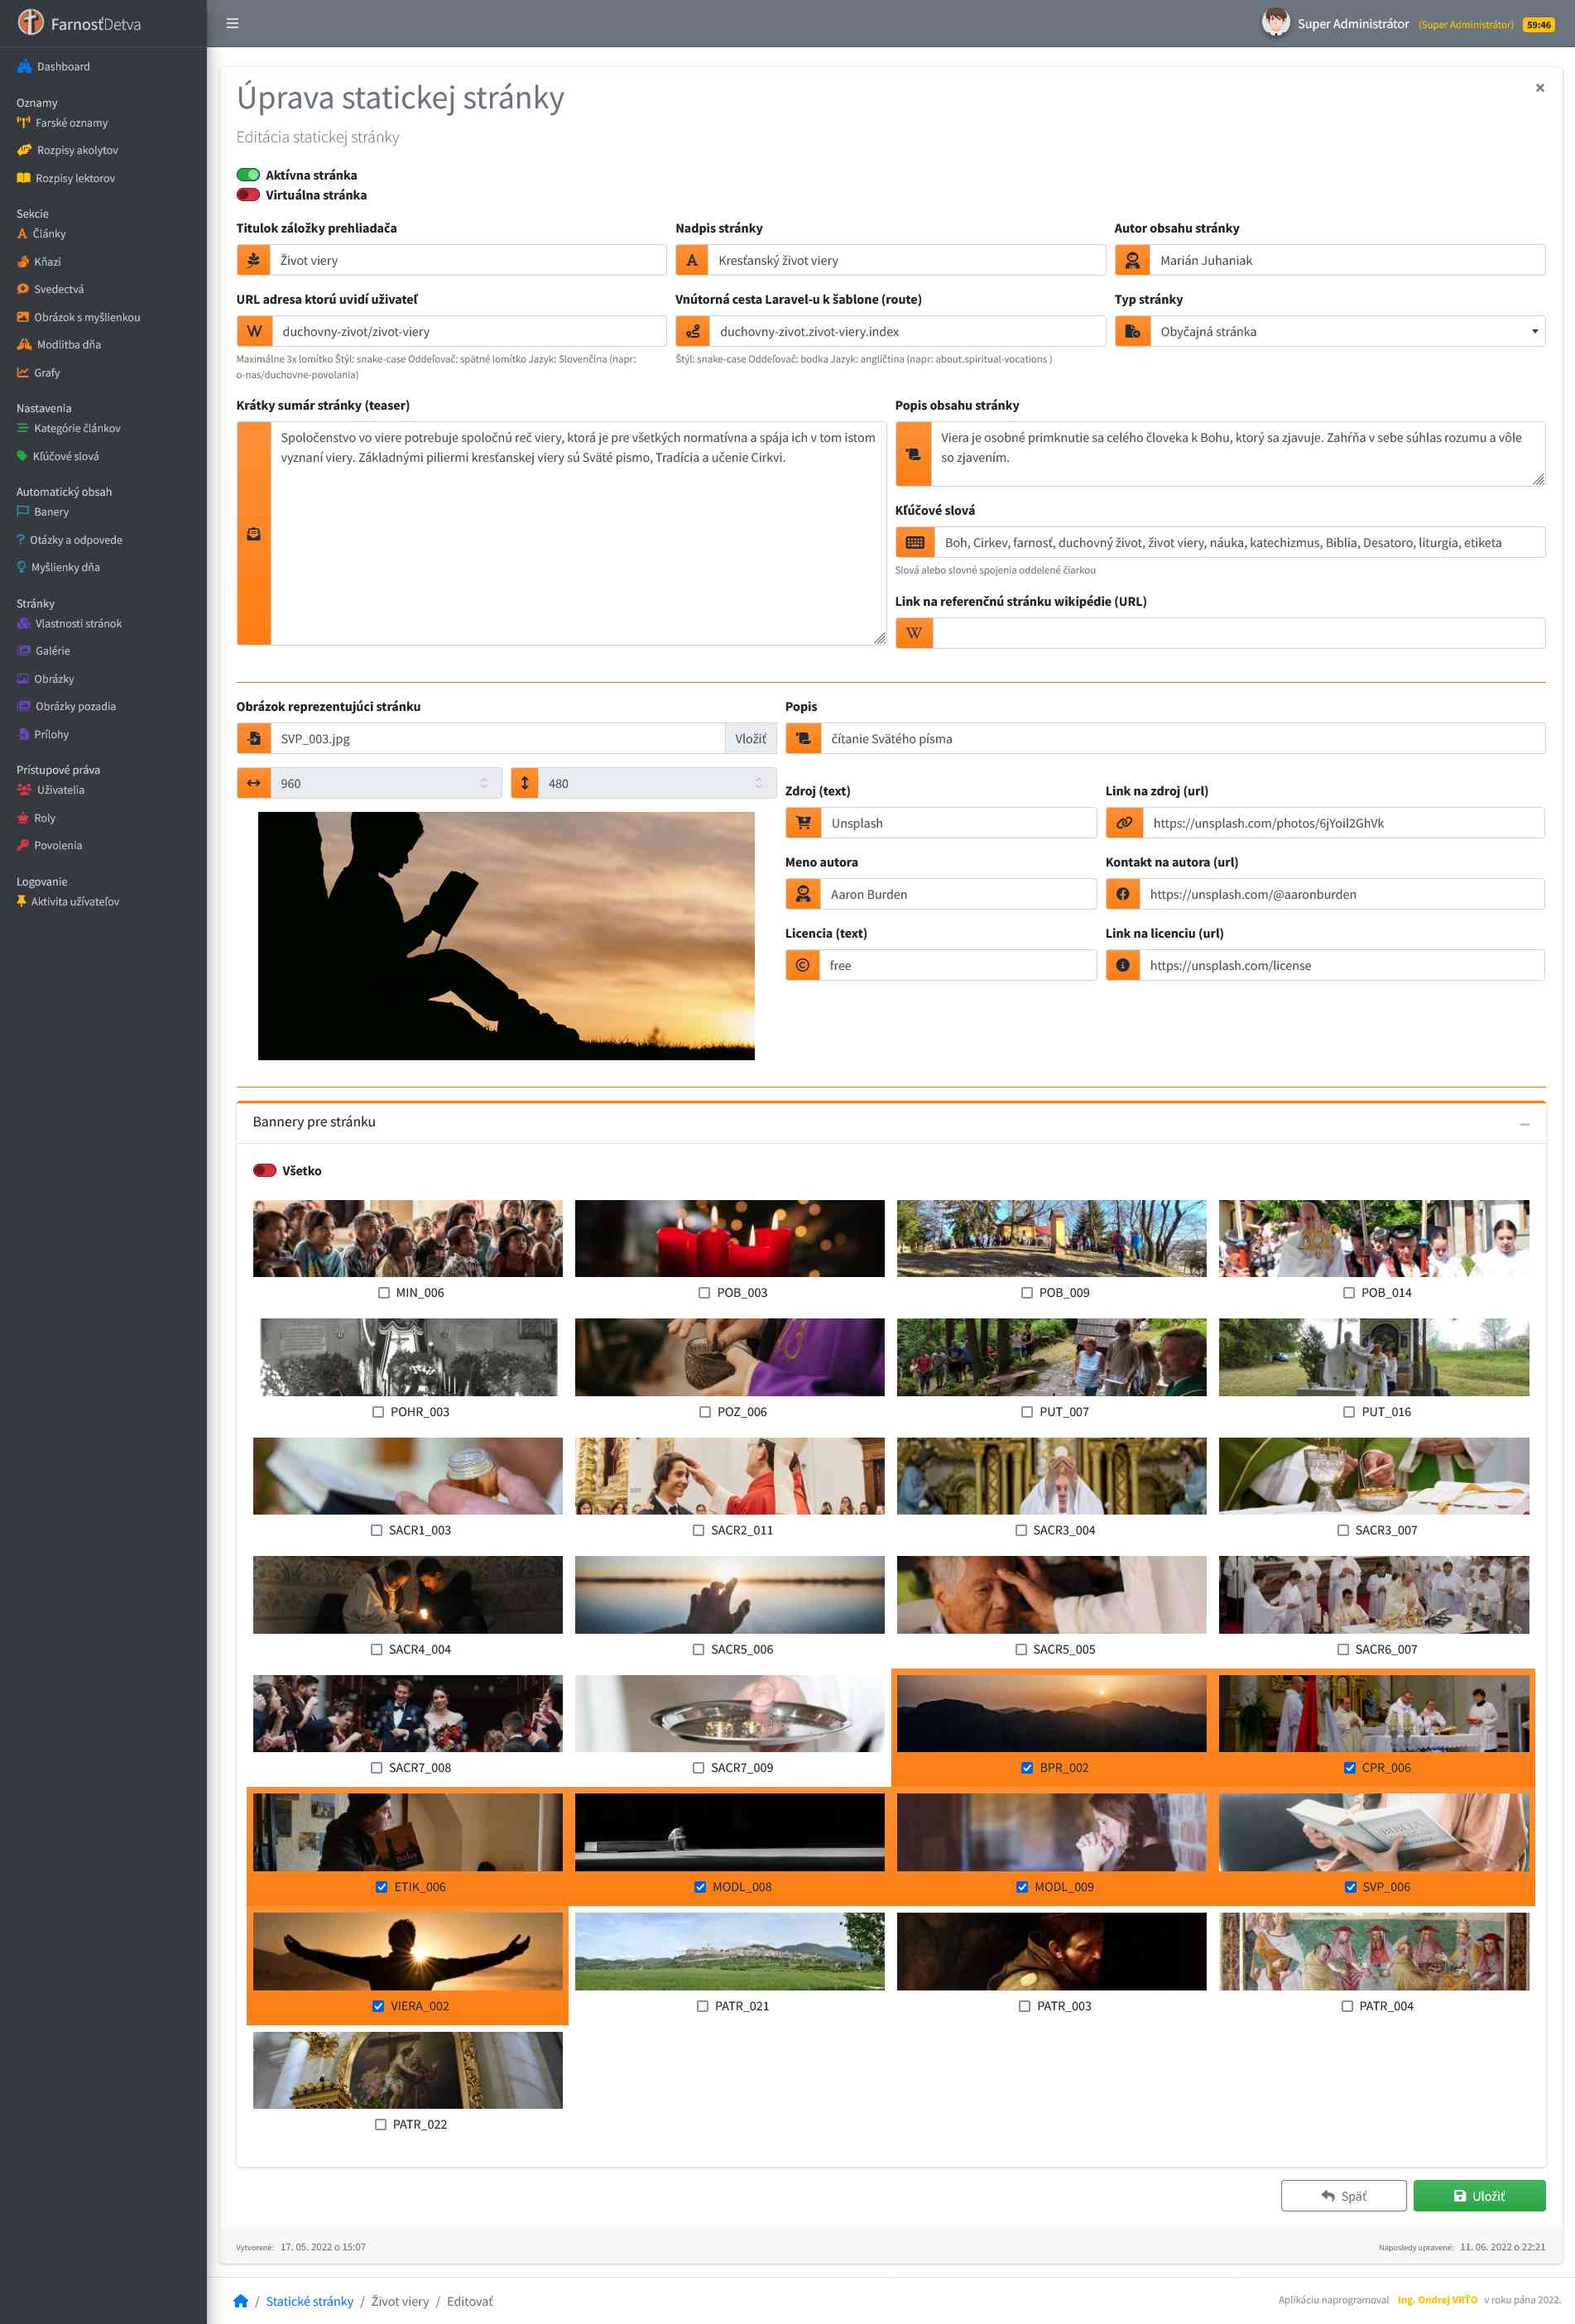 FarnosťDetva
Super Administrátor (Super Administrátor) 59:46
Dashboard
Oznamy
Farské oznamy
Rozpisy akolytov
Rozpisy lektorov
Sekcie
Články
Kňazi
Svedectvá
Obrázok s myšlienkou
Modlitba dňa
Grafy
Nastavenia
Kategórie článkov
Kľúčové slová
Automatický obsah
Banery
Otázky a odpovede
Myšlienky dňa
Stránky
Vlastnosti stránok
Galérie
Obrázky
Obrázky pozadia
Prílohy
Prístupové práva
Uživatelia
Roly
Povolenia
Logovanie
Aktivita užívateľov
Úprava statickej stránky
×
Editácia statickej stránky
Aktívna stránka
Virtuálna stránka
Titulok záložky prehliadača
Život viery
Nadpis stránky
Kresťanský život viery
Autor obsahu stránky
Marián Juhaniak
URL adresa ktorú uvidí uživateľ
duchovny-zivot/zivot-viery
Maximálne 3x lomítko Štýl: snake-case Oddeľovač: spätné lomítko Jazyk: Slovenčina (napr:
o-nas/duchovne-povolania)
Vnútorná cesta Laravel-u k šablone (route)
duchovny-zivot.zivot-viery.index
Štýl: snake-case Oddeľovač: bodka Jazyk: angličtina (napr: about.spiritual-vocations )
Typ stránky
Obyčajná stránka
Krátky sumár stránky (teaser)
Spoločenstvo vo viere potrebuje spoločnú reč viery, ktorá je pre všetkých normatívna a spája ich v tom istom
vyznaní viery. Základnými piliermi kresťanskej viery sú Sväté pismo, Tradícia a učenie Cirkvi.
Popis obsahu stránky
Viera je osobné primknutie sa celého človeka k Bohu, ktorý sa zjavuje. Zahŕňa v sebe súhlas rozumu a vôle
so zjavením.
Kľúčové slová
Boh, Cirkev, farnosť, duchovný život, život viery, náuka, katechizmus, Biblia, Desatoro, liturgia, etiketa
Slová alebo slovné spojenia oddelené čiarkou
Link na referenčnú stránku wikipédie (URL)
Obrázok reprezentujúci stránku
SVP_003.jpg Vložiť
960 480
Popis
čítanie Svätého písma
Zdroj (text)
Unsplash
Link na zdroj (url)
https://unsplash.com/photos/6jYoil2GhVk
Meno autora
Aaron Burden
Kontakt na autora (url)
https://unsplash.com/@aaronburden
Licencia (text)
free
Link na licenciu (url)
https://unsplash.com/license
Bannery pre stránku
Všetko
MIN_006 POB_003 POB_009 POB_014
POHR_003 POZ_006 PUT_007 PUT_016
SACR1_003 SACR2_011 SACR3_004 SACR3_007
SACR4_004 SACR5_006 SACR5_005 SACR6_007
SACR7_008 SACR7_009 BPR_002 CPR_006
BIBLIA
ETIK_006 MODL_008 MODL_009 SVP_006
VIERA_002 PATR_021 PATR_003 PATR_004
PATR_022
Späť Uložiť
Vytvorené: 17. 05. 2022 o 15:07
Naposledy upravené: 11. 06. 2022 o 22:21
/ Statické stránky / Život viery / Editovať
Aplikáciu naprogramoval Ing. Ondrej VRŤO v roku pána 2022.